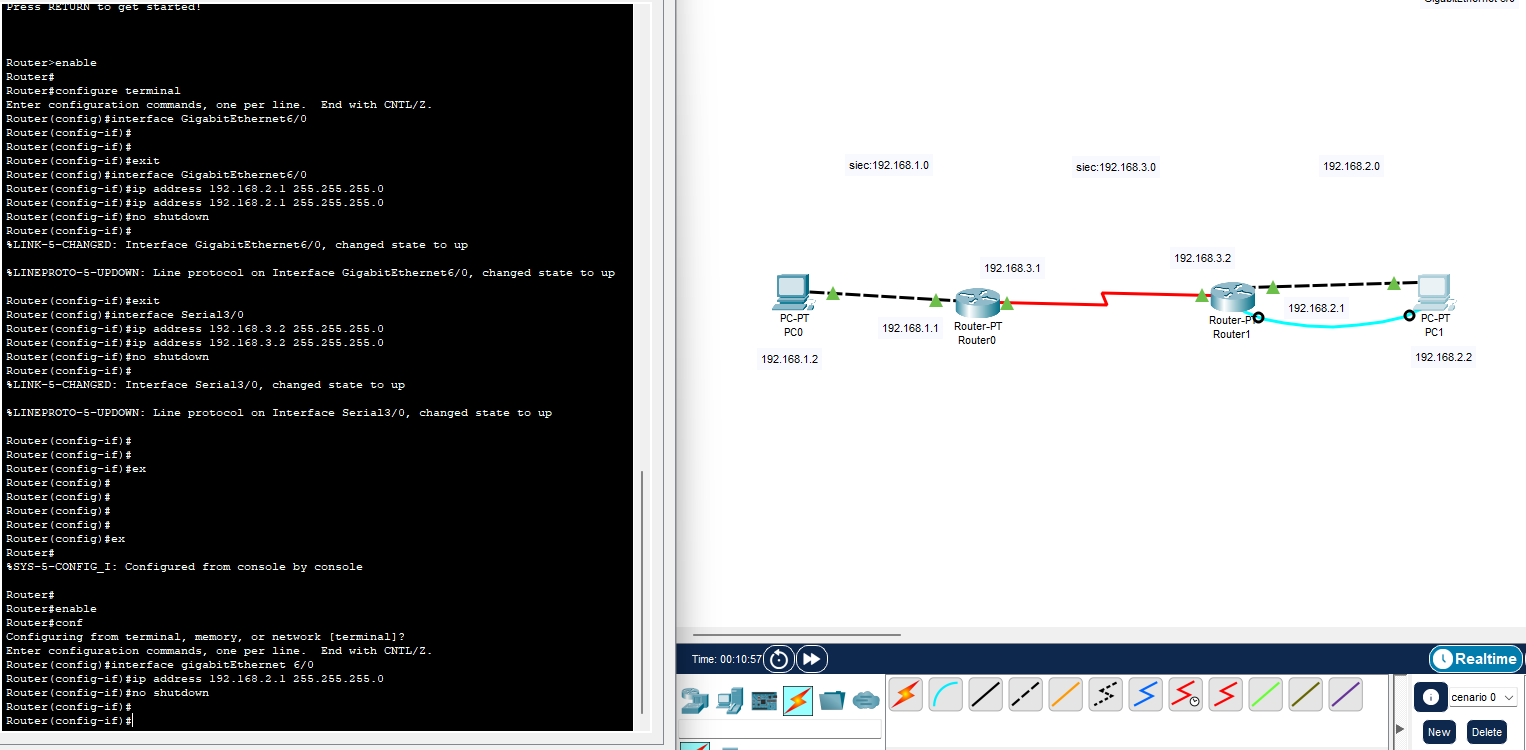 Press RETURN to get started!
Router>enable
Router#
Router#configure terminal
Enter configuration commands, one per line.  End with CNTL/Z.
Router(config)#interface GigabitEthernet6/0
Router(config-if)#
Router(config-if)#
Router(config-if)#exit
Router(config)#interface GigabitEthernet6/0
Router(config-if)#ip address 192.168.2.1 255.255.255.0
Router(config-if)#ip address 192.168.2.1 255.255.255.0
Router(config-if)#no shutdown
Router(config-if)#
%LINK-5-CHANGED: Interface GigabitEthernet6/0, changed state to up
%LINEPROTO-5-UPDOWN: Line protocol on Interface GigabitEthernet6/0, changed state to up
Router(config-if)#exit
Router(config)#interface Serial3/0
Router(config-if)#ip address 192.168.3.2 255.255.255.0
Router(config-if)#ip address 192.168.3.2 255.255.255.0
Router(config-if)#no shutdown
Router(config-if)#
%LINK-5-CHANGED: Interface Serial3/0, changed state to up
%LINEPROTO-5-UPDOWN: Line protocol on Interface Serial3/0, changed state to up
Router(config-if)#
Router(config-if)#
Router(config-if)#ex
Router(config)#
Router(config)#
Router(config)#
Router(config)#
Router(config)#ex
Router#
%SYS-5-CONFIG_I: Configured from console by console
Router#
Router#enable
Router#conf
Configuring from terminal, memory, or network [terminal]?
Enter configuration commands, one per line.  End with CNTL/Z.
Router(config)#interface gigabitEthernet 6/0
Router(config-if)#ip address 192.168.2.1 255.255.255.0
Router(config-if)#no shutdown
Router(config-if)#
Router(config-if)#
siec:192.168.1.0
siec:192.168.3.0
192.168.2.0
192.168.3.1
192.168.3.2
192.168.1.1
192.168.2.1
PC-PT
PC0
Router-PT
Router0
Router-PT
Router1
PC-PT
PC1
192.168.1.2
192.168.2.2
Time: 00:10:57
Realtime
cenario 0
New
Delete